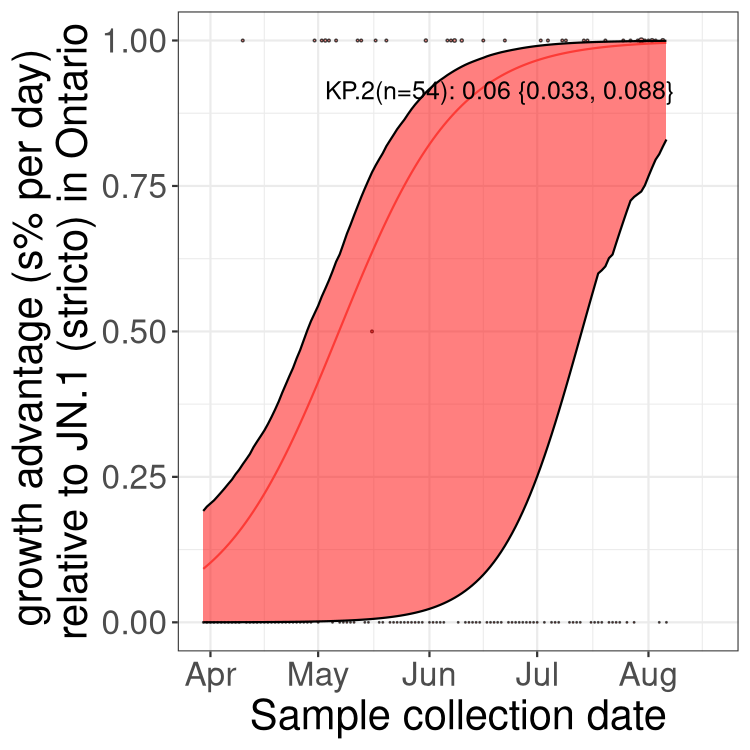 growth advantage (s% per day)
relative to JN.1 (stricto) in Ontario
1.00
0.75
0.50
0.25
0.00
KP.2(n=54): 0.06 {0.033, 0.088}
Apr May Jun Jul Aug
Sample collection date